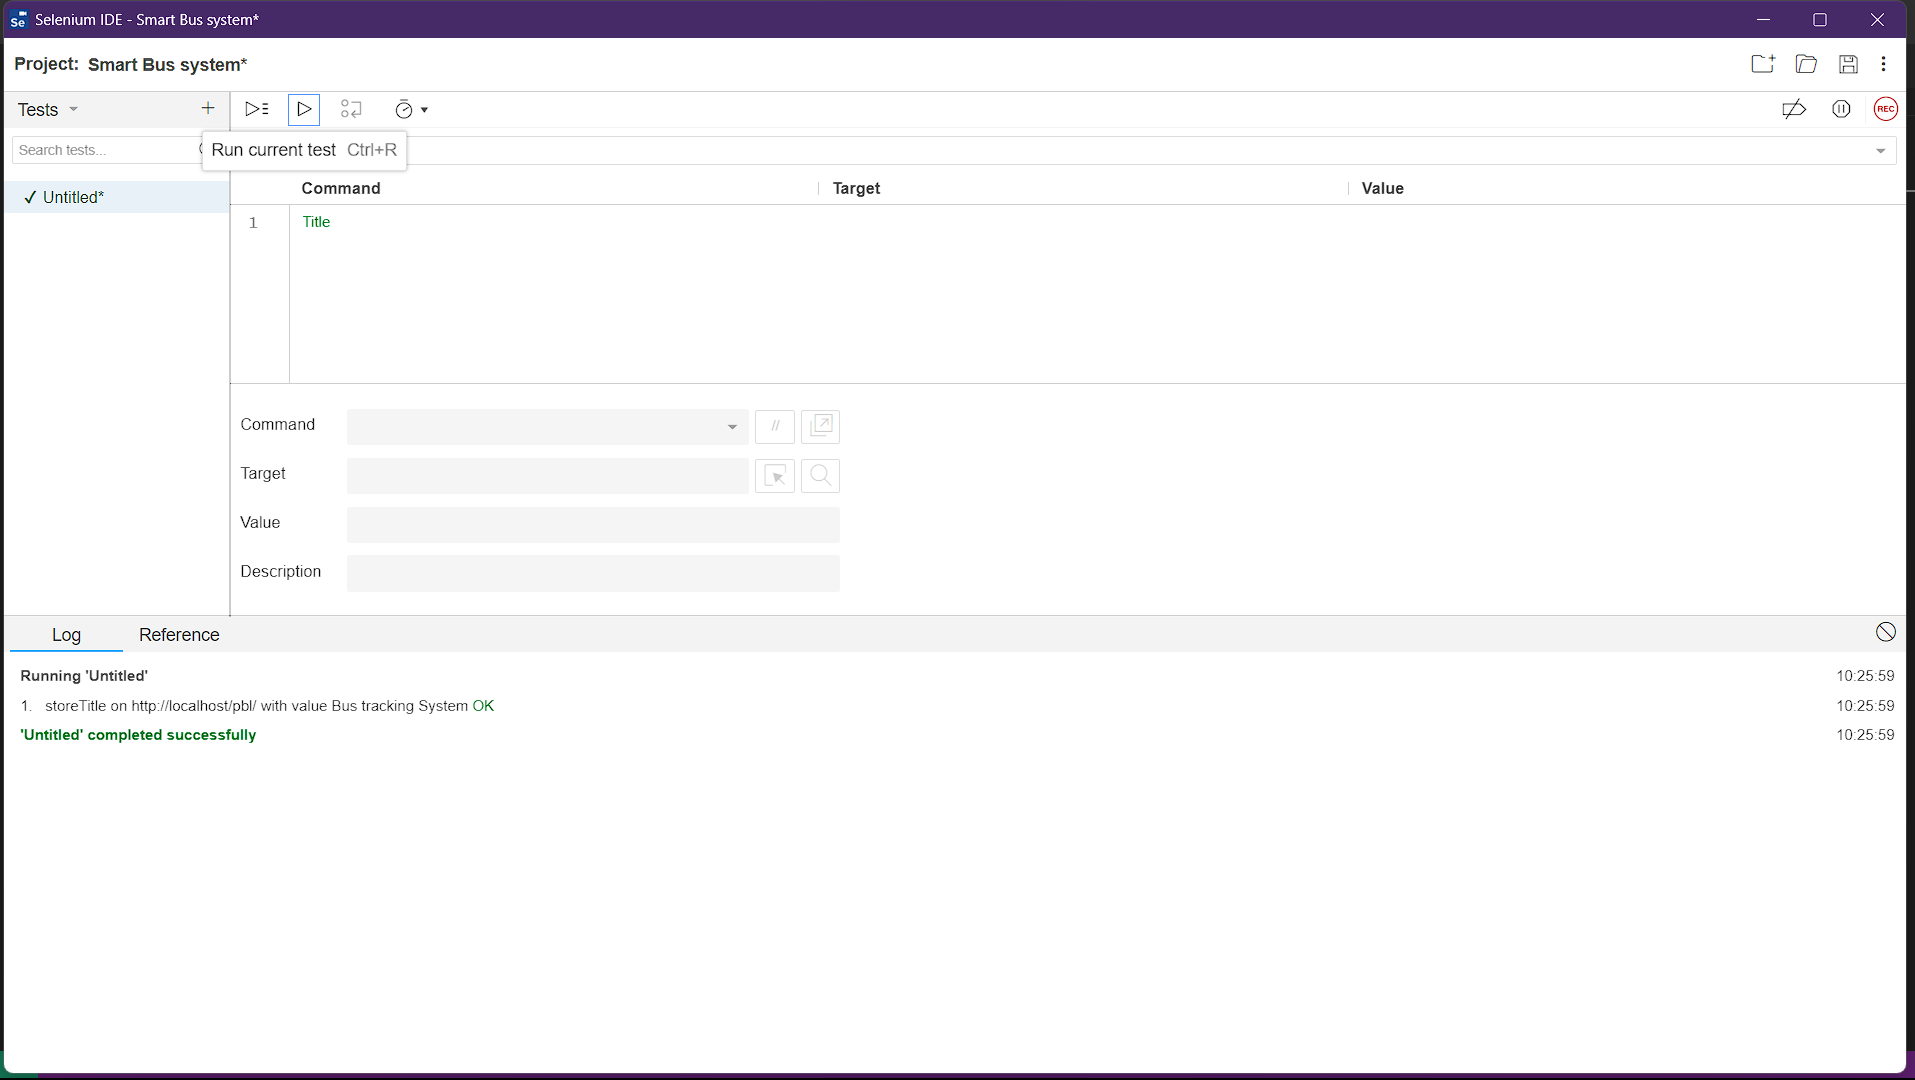 Se Selenium IDE - Smart Bus system*
Project: Smart Bus system*
Tests
REC
Search tests...
Run current test Ctrl+R
✓ Untitled*
Command Target Value
1 Title
Command //
Target
Value
Description
Log Reference
Running 'Untitled' 10:25:59
1. storeTitle on http://localhost/pbl/ with value Bus tracking System OK 10:25:59
'Untitled' completed successfully 10:25:59